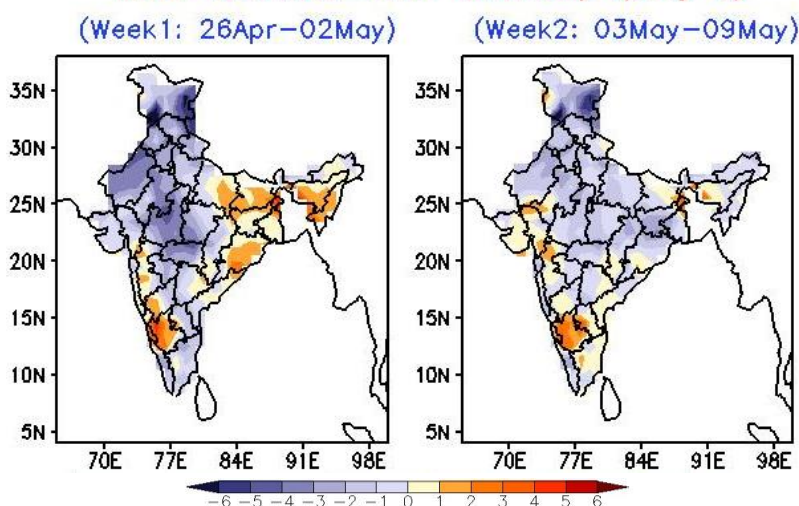 (Week1: 26Apr-02May) (Week2: 03May-09May)
35N 35N
30N 30N
25N 25N
20N 20N
15N 15N
10N 10N
5N 5N
70E 77E 84E 91E 98E 70E 77E 84E 91E 98E
-6 -5 -4 -3 -2 -1 0 1 2 3 4 5 6